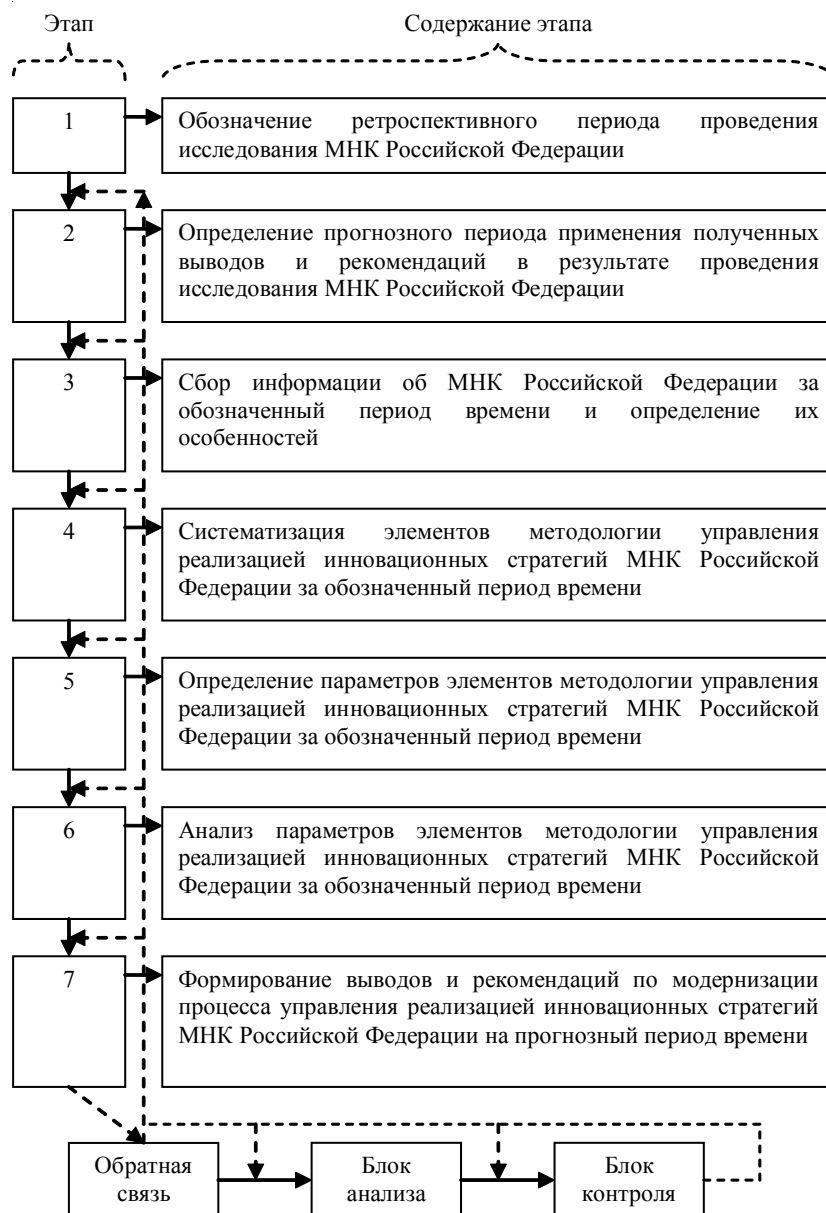 Этап
Содержание этапа
1
Обозначение ретроспективного периода проведения
исследования МНК Российской Федерации
2
Определение прогнозного периода применения полученных
выводов и рекомендаций в результате проведения
исследования МНК Российской Федерации
3
Сбор информации об МНК Российской Федерации за
обозначенный период времени и определение их
особенностей
4
Систематизация элементов методологии управления
реализацией инновационных стратегий МНК Российской
Федерации за обозначенный период времени
5
Определение параметров элементов методологии управления
реализацией инновационных стратегий МНК Российской
Федерации за обозначенный период времени
6
Анализ параметров элементов методологии управления
реализацией инновационных стратегий МНК Российской
Федерации за обозначенный период времени
7
Формирование выводов и рекомендаций по модернизации
процесса управления реализацией инновационных стратегий
МНК Российской Федерации на прогнозный период времени
Обратная
связь
Блок
анализа
Блок
контроля